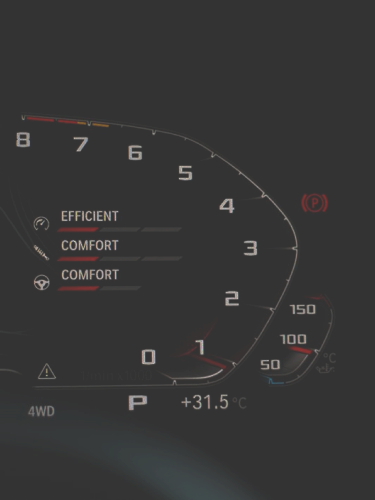 8
7
6
5
4
(P)
EFFICIENT
COMFORT
3
COMFORT
2
150
1
100
0
50
°C
4WD
P
+31.5 °C